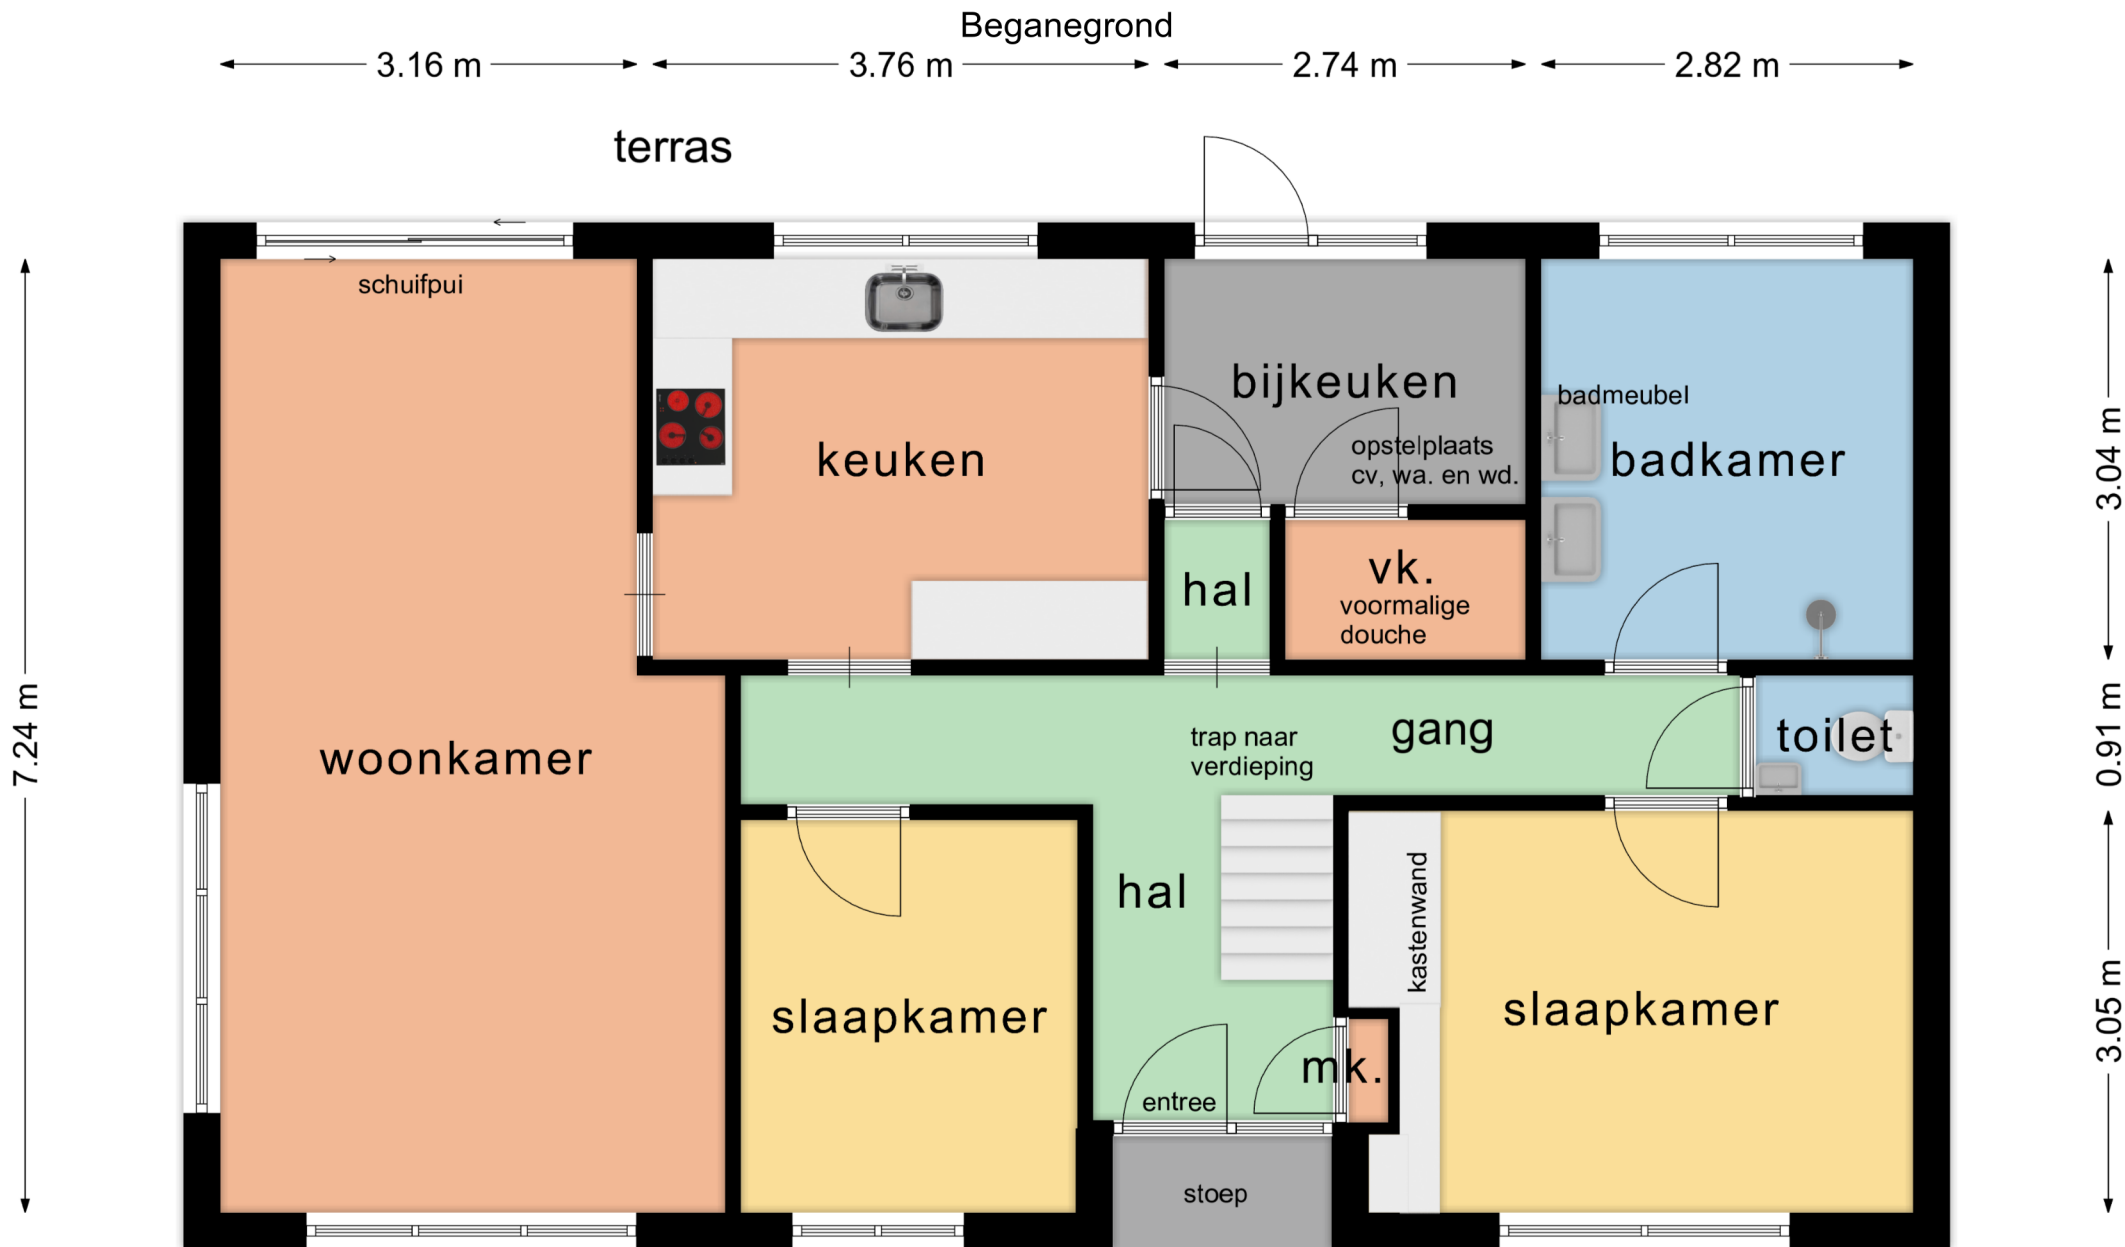 Beganegrond
3.16 m
3.76 m
2.74 m
2.82 m
terras
schuifpui
bijkeuken
badmeubel
opstelplaats
cv, wa. en wd.
keuken
badkamer
3.04 m
vk.
voormalige
douche
hal
7.24 m
woonkamer
trap naar
verdieping
gang
toilet
0.91 m
hal
kastenwand
slaapkamer
slaapkamer
3.05 m
mk.
entree
stoep